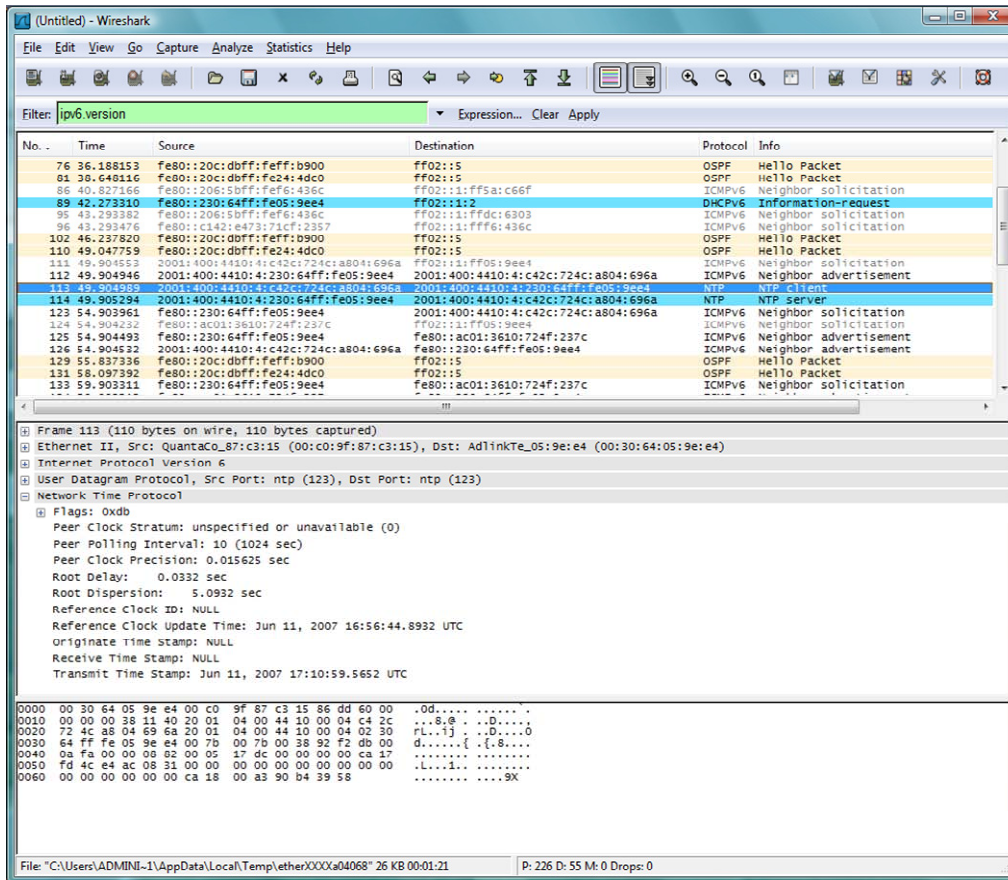 (Untitled) - Wireshark
File Edit View Go Capture Analyze Statistics Help
Filter: ipv6.version Expression... Clear Apply
No. . Time Source Destination Protocol Info
76 36.188153 fe80::20c:dbff:feff:b900 ff02::5 OSPF Hello Packet
81 38.648116 fe80::20c:dbff:fe24:4dc0 ff02::5 OSPF Hello Packet
86 40.827166 fe80::206:5bff:fef6:436c ff02::1:ff5a:c66f ICMPv6 Neighbor solicitation
89 42.273310 fe80::230:64ff:fe05:9ee4 ff02::1:2 DHCPv6 Information-request
95 43.293382 fe80::206:5bff:fef6:436c ff02::1:ffdc:6303 ICMPv6 Neighbor solicitation
96 43.293476 fe80::c142:e473:71cf:2357 ff02::1:fff6:436c ICMPv6 Neighbor solicitation
102 46.237820 fe80::20c:dbff:feff:b900 ff02::5 OSPF Hello Packet
110 49.047759 fe80::20c:dbff:fe24:4dc0 ff02::5 OSPF Hello Packet
111 49.904553 2001:400:4410:4:c42c:724c:a804:696a ff02::1:ff05:9ee4 ICMPv6 Neighbor solicitation
112 49.904946 2001:400:4410:4:230:64ff:fe05:9ee4 2001:400:4410:4:c42c:724c:a804:696a ICMPv6 Neighbor advertisement
113 49.904989 2001:400:4410:4:c42c:724c:a804:696a 2001:400:4410:4:230:64ff:fe05:9ee4 NTP NTP client
114 49.905294 2001:400:4410:4:230:64ff:fe05:9ee4 2001:400:4410:4:c42c:724c:a804:696a NTP NTP server
123 54.903961 fe80::230:64ff:fe05:9ee4 2001:400:4410:4:c42c:724c:a804:696a ICMPv6 Neighbor solicitation
124 54.904232 fe80::ac01:3610:724f:237c ff02::1:ff05:9ee4 ICMPv6 Neighbor solicitation
125 54.904493 fe80::230:64ff:fe05:9ee4 fe80::ac01:3610:724f:237c ICMPv6 Neighbor advertisement
126 54.904532 2001:400:4410:4:c42c:724c:a804:696a fe80::230:64ff:fe05:9ee4 ICMPv6 Neighbor advertisement
129 55.837336 fe80::20c:dbff:feff:b900 ff02::5 OSPF Hello Packet
131 58.097392 fe80::20c:dbff:fe24:4dc0 ff02::5 OSPF Hello Packet
133 59.903311 fe80::230:64ff:fe05:9ee4 fe80::ac01:3610:724f:237c ICMPv6 Neighbor solicitation
Frame 113 (110 bytes on wire, 110 bytes captured)
Ethernet II, Src: QuantaCo_87:c3:15 (00:c0:9f:87:c3:15), Dst: AdlinkTe_05:9e:e4 (00:30:64:05:9e:e4)
Internet Protocol Version 6
User Datagram Protocol, Src Port: ntp (123), Dst Port: ntp (123)
Network Time Protocol
Flags: 0xdb
Peer Clock Stratum: unspecified or unavailable (0)
Peer Polling Interval: 10 (1024 sec)
Peer Clock Precision: 0.015625 sec
Root Delay: 0.0332 sec
Root Dispersion: 5.0932 sec
Reference Clock ID: NULL
Reference Clock Update Time: Jun 11, 2007 16:56:44.8932 UTC
Originate Time Stamp: NULL
Receive Time Stamp: NULL
Transmit Time Stamp: Jun 11, 2007 17:10:59.5652 UTC
0000 00 30 64 05 9e e4 00 c0 9f 87 c3 15 86 dd 60 00 .0d..... ......`.
0010 00 00 00 38 11 40 20 01 04 00 44 10 00 04 c4 2c ...8.@ . ..D....,
0020 72 4c a8 04 69 6a 20 01 04 00 44 10 00 04 02 30 rL..ij . ..D....0
0030 64 ff fe 05 9e e4 00 7b 00 7b 00 38 92 f2 db 00 d......{ .{.8....
0040 0a fa 00 00 08 82 00 05 17 dc 00 00 00 00 ca 17 ........ ........
0050 fd 4c e4 ac 08 31 00 00 00 00 00 00 00 00 00 00 .L...1.. ........
0060 00 00 00 00 00 00 ca 18 00 a3 90 b4 39 58 ........ ....9X
File: "C:\Users\ADMINI~1\AppData\Local\Temp\etherXXXXa04068" 26 KB 00:01:21 P: 226 D: 55 M: 0 Drops: 0